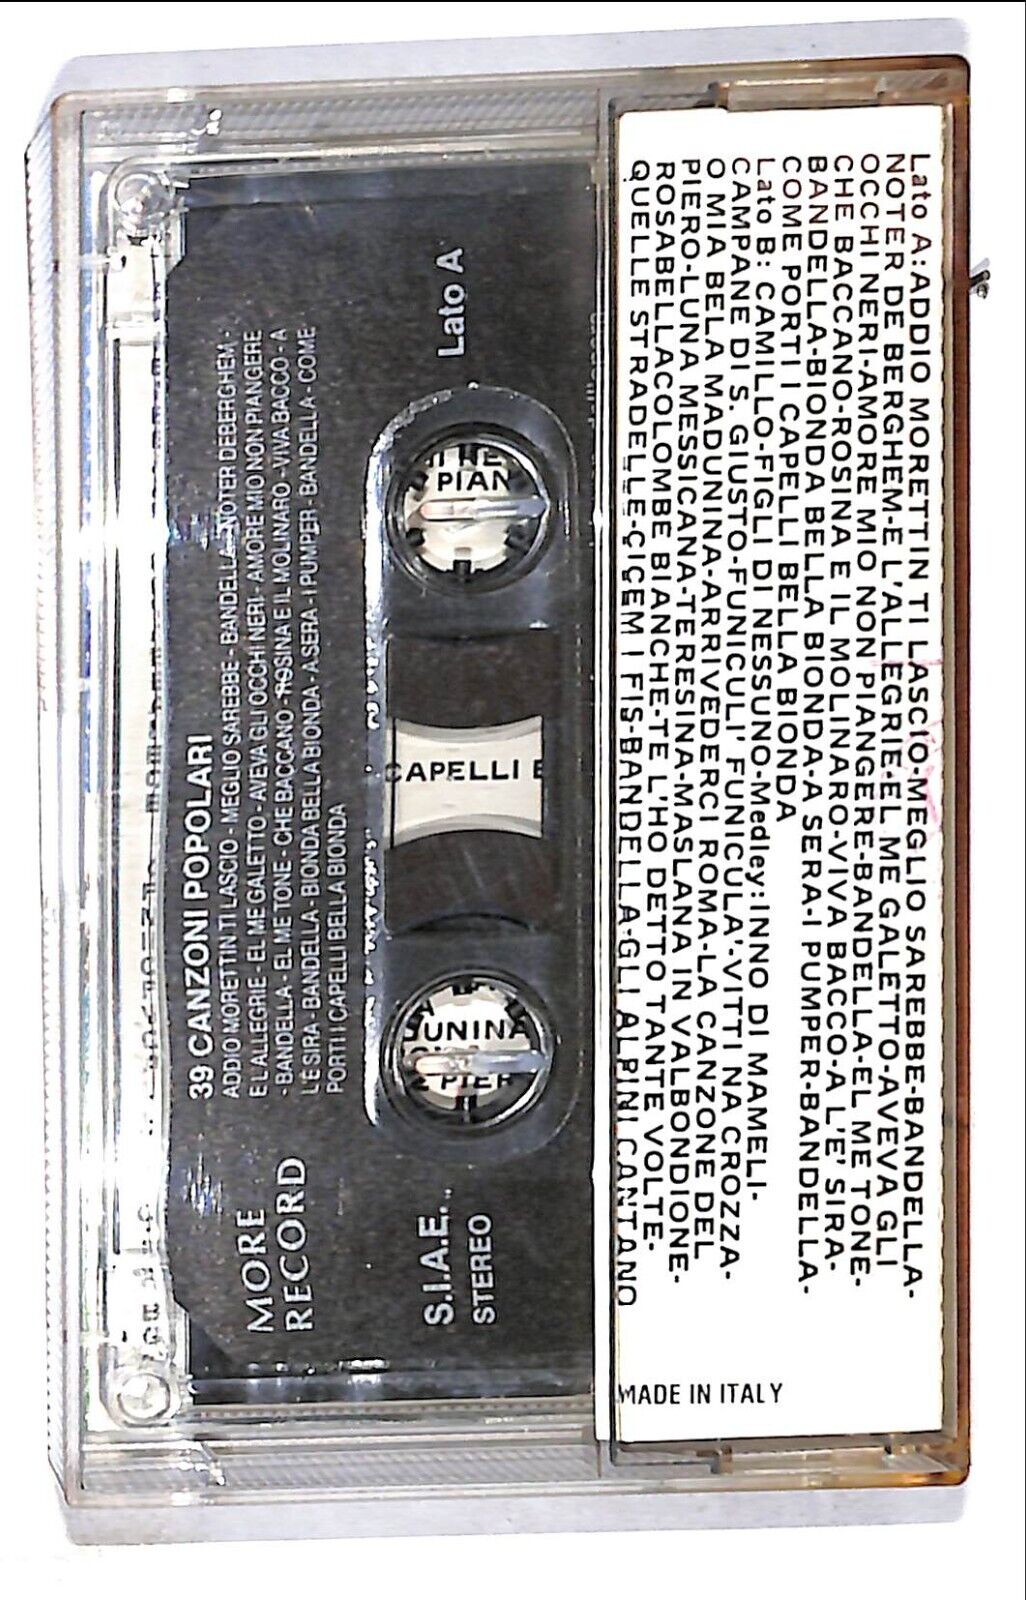 Lato A: ADDIO MORETTIN TI LASCIO-MEGLIO SAREBBE-BANDELLA-
NOTER DE BERGHEM-E L'ALLEGRIE-EL ME GALETTO-AVEVA GLI
OCCHI NERI-AMORE MIO NON PIANGERE-BANDELLA-EL ME TONE-
CHE BACCANO-ROSINA E IL MOLINARO-VIVA BACCO-A L'E' SIRA-
BANDELLA-BIONDA BELLA BIONDA-A SERA-I PUMPER-BANDELLA-
COME PORTI I CAPELLI BELLA BIONDA
Lato B: CAMILLO-FIGLI DI NESSUNO-Medley:INNO DI MAMELI-
CAMPANE DI S. GIUSTO-FUNICULI' FUNICULA'-VITTI NA CROZZA-
O MIA BELA MADUNINA-ARRIVEDERCI ROMA-LA CANZONE DEL
PIERO-LUNA MESSICANA-TERESINA-MASLANA IN VALBONDIONE-
ROSABELLACOLOMBE BIANCHE-TE L'HO DETTO TANTE VOLTE-
QUELLE STRADELLE-CICEM I FIS-BANDELLA-GLI ALPINI CANTANO
MADE IN ITALY
39 CANZONI POPOLARI
ADDIO MORETTIN TI LASCIO - MEGLIO SAREBBE - BANDELLA - NOTER DE BERGHEM -
E L'ALLEGRIE - EL ME GALETTO - AVEVA GLI OCCHI NERI - AMORE MIO NON PIANGERE
- BANDELLA - EL ME TONE - CHE BACCANO - ROSINA E IL MOLINARO - VIVA BACCO - A
L'E SIRA - BANDELLA - BIONDA BELLA BIONDA - A SERA - I PUMPER - BANDELLA - COME
PORTI I CAPELLI BELLA BIONDA
MORE
RECORD
Lato A
S.I.A.E.
STEREO
PIAN
CAPELLI B
UNINA
PIER